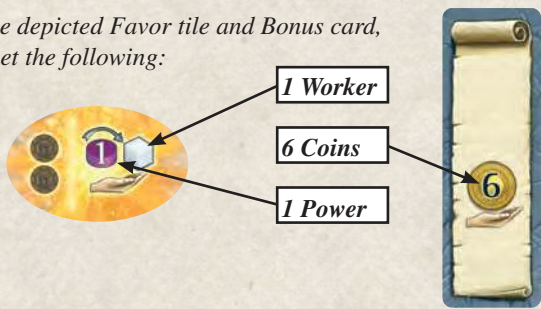 e depicted Favor tile and Bonus card,
et the following:
1 Worker
6 Coins
1 Power
1
6